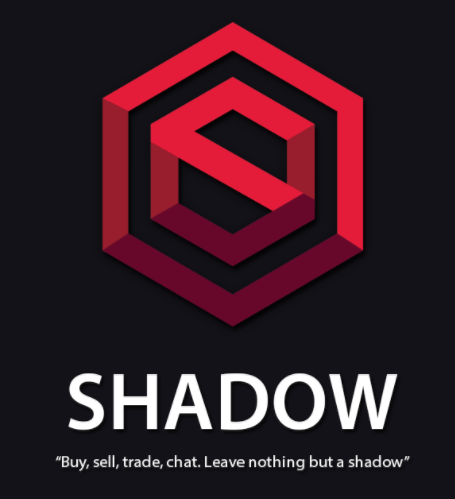 SHADOW
“Buy, sell, trade, chat. Leave nothing but a shadow”